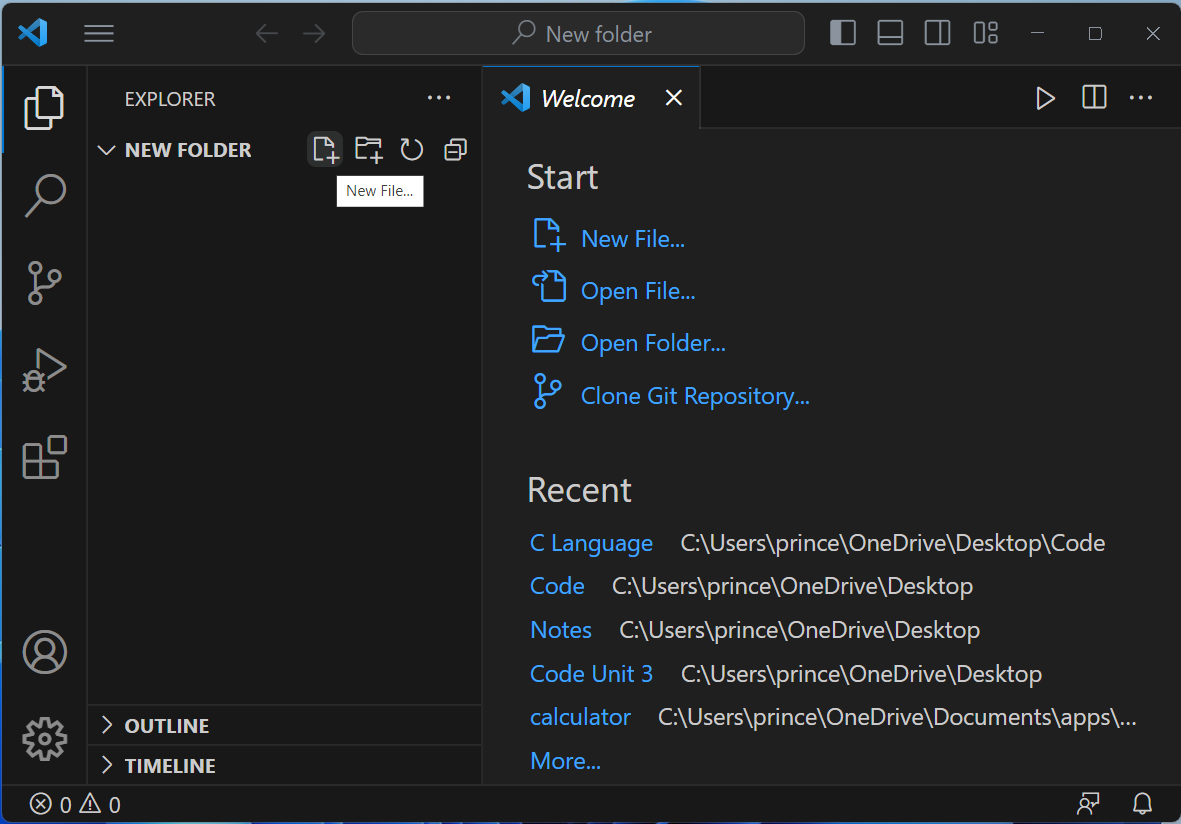 New folder
EXPLORER
NEW FOLDER
New File...
Welcome
Start
New File...
Open File...
Open Folder...
Clone Git Repository...
Recent
C Language C:\Users\prince\OneDrive\Desktop\Code
Code C:\Users\prince\OneDrive\Desktop
Notes C:\Users\prince\OneDrive\Desktop
Code Unit 3 C:\Users\prince\OneDrive\Desktop
calculator C:\Users\prince\OneDrive\Documents\apps\...
More...
OUTLINE
TIMELINE
0 0